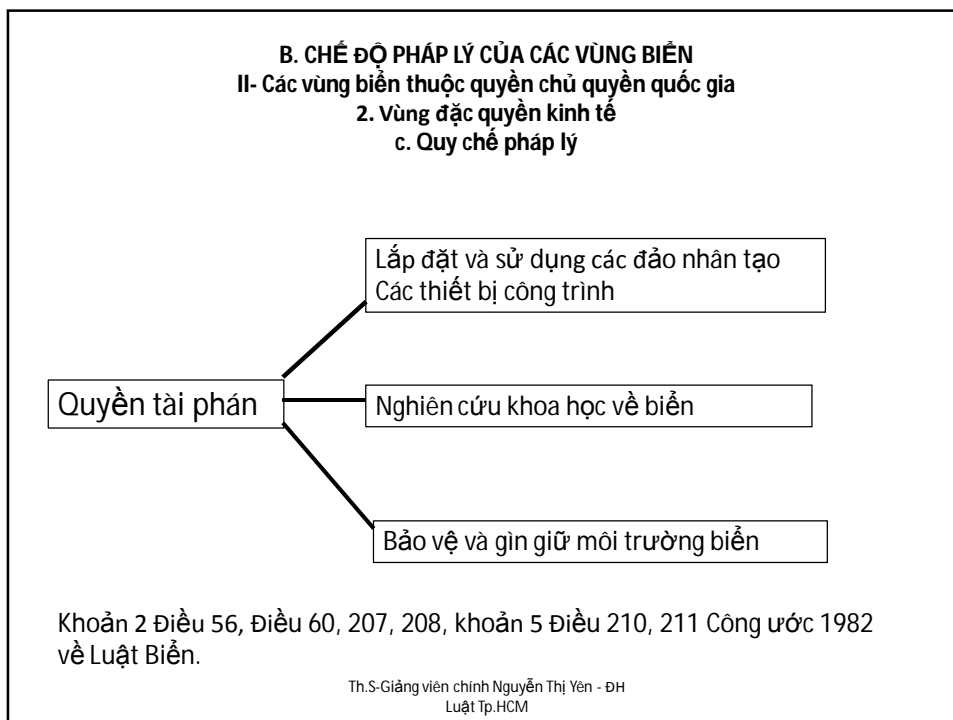 B. CHẾ ĐỘ PHÁP LÝ CỦA CÁC VÙNG BIỂN
II- Các vùng biển thuộc quyền chủ quyền quốc gia
2. Vùng đặc quyền kinh tế
c. Quy chế pháp lý
Lắp đặt và sử dụng các đảo nhân tạo
Các thiết bị công trình
Quyền tài phán
Nghiên cứu khoa học về biển
Bảo vệ và gìn giữ môi trường biển
Khoản 2 Điều 56, Điều 60, 207, 208, khoản 5 Điều 210, 211 Công ước 1982
về Luật Biển.
Th.S-Giảng viên chính Nguyễn Thị Yên - ĐH
Luật Tp.HCM